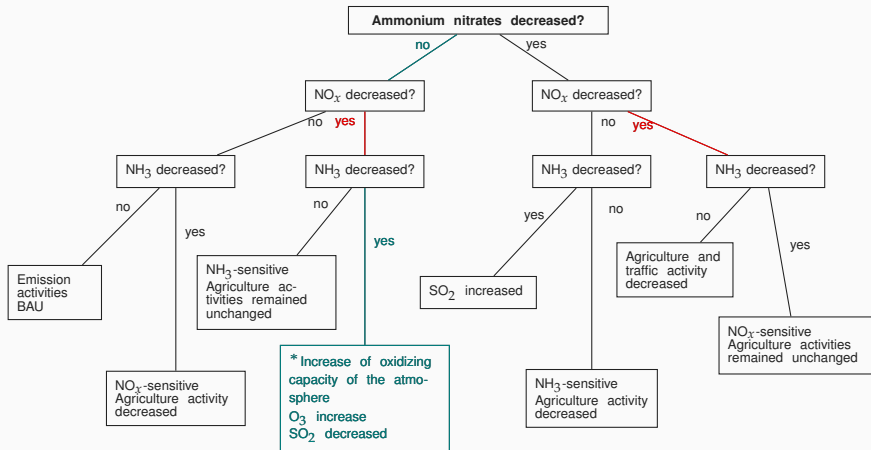 Ammonium nitrates decreased?
no
yes
NOx decreased?
NOx decreased?
no
yes
no
yes
NH3 decreased?
NH3 decreased?
NH3 decreased?
NH3 decreased?
no
yes
no
yes
yes
no
no
yes
Emission
activities
BAU
NH3-sensitive
Agriculture ac-
tivities remained
unchanged
SO2 increased
Agriculture and
traffic activity
decreased
NOx-sensitive
Agriculture activities
remained unchanged
NOx-sensitive
Agriculture activity
decreased
* Increase of oxidizing
capacity of the atmo-
sphere
O3 increase
SO2 decreased
NH3-sensitive
Agriculture activity
decreased